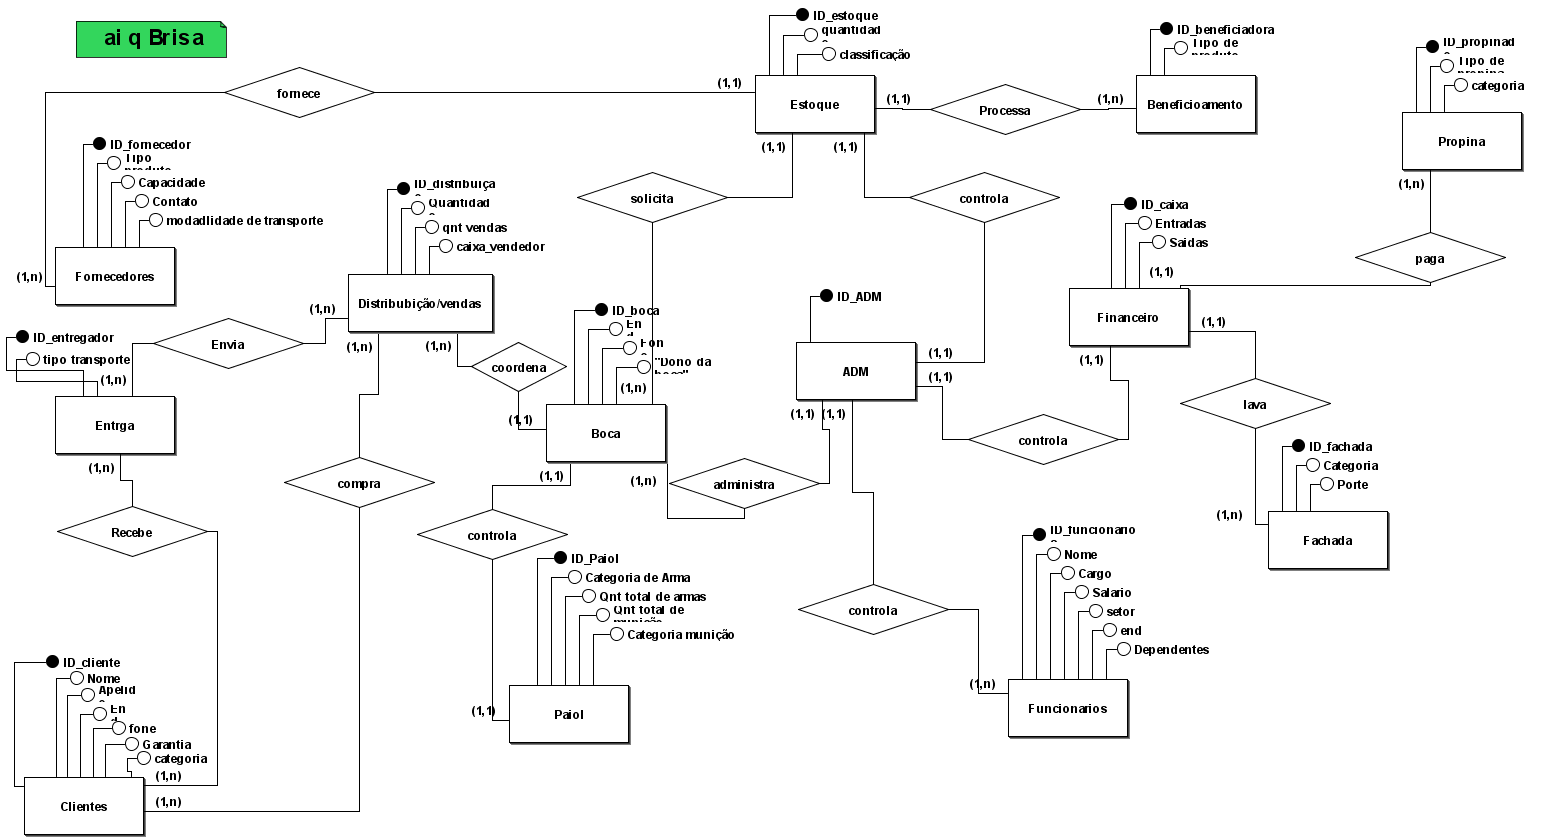 ai q Brisa
ID_estoque
quantidad
classificação
(1,1)
Estoque
fornece
(1,1)
Processa
(1,n)
ID_beneficiadora
Tipo de
Beneficioamento
ID_propinad
Tipo de
categoria
Propina
(1,n)
paga
ID_fornecedor
Tipo
Capacidade
Contato
modadlidade de transporte
(1,n)
Fornecedores
ID_distribuiça
Quantidad
qnt vendas
caixa_vendedor
Distribubição/vendas
(1,n)
(1,n)
(1,n)
solicita
(1,1)
(1,1)
controla
ID_caixa
Entradas
Saidas
(1,1)
Financeiro
(1,1)
(1,1)
ID_entregador
tipo transporte
(1,n)
Entrga
(1,n)
Envia
coordena
(1,1)
ID_boca
En
Fon
"Dono da
(1,n)
Boca
(1,1)
(1,n)
ID_ADM
ADM
(1,1)
(1,1)
(1,1)
(1,1)
controla
lava
ID_fachada
Categoria
Porte
(1,n)
Fachada
Recebe
compra
controla
administra
ID_Paiol
Categoria de Arma
Qnt total de armas
Qnt total de
Categoria munição
(1,1)
Paiol
controla
(1,n)
ID_funcionario
Nome
Cargo
Salario
setor
end
Dependentes
Funcionarios
ID_cliente
Nome
Apelid
En
fone
Garantia
categoria
(1,n)
Clientes
(1,n)